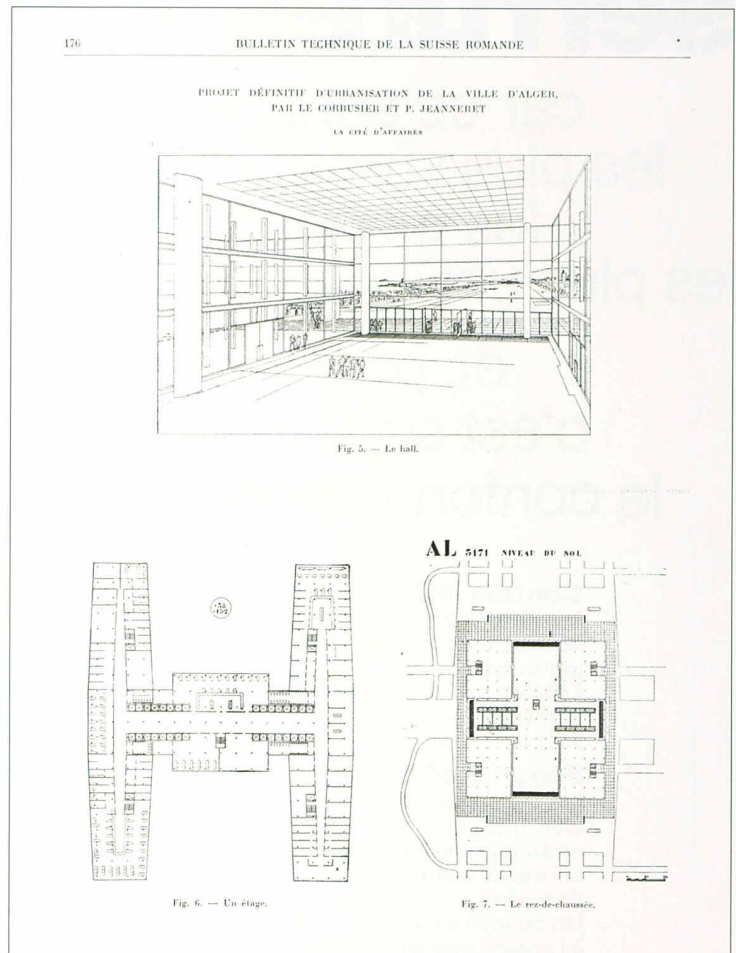 176
BULLETIN TECHNIQUE DE LA SUISSE ROMANDE
PROJET DÉFINITIF D'URBANISATION DE LA VILLE D'ALGER,
PAR LE CORBUSIER ET P. JEANNERET
LA CITÉ D'AFFAIRES
Fig. 5. — Le hall.
AL 5171 NIVEAU DU SOL
Fig. 6. — Un étage.
Fig. 7. — Le rez-de-chaussée.